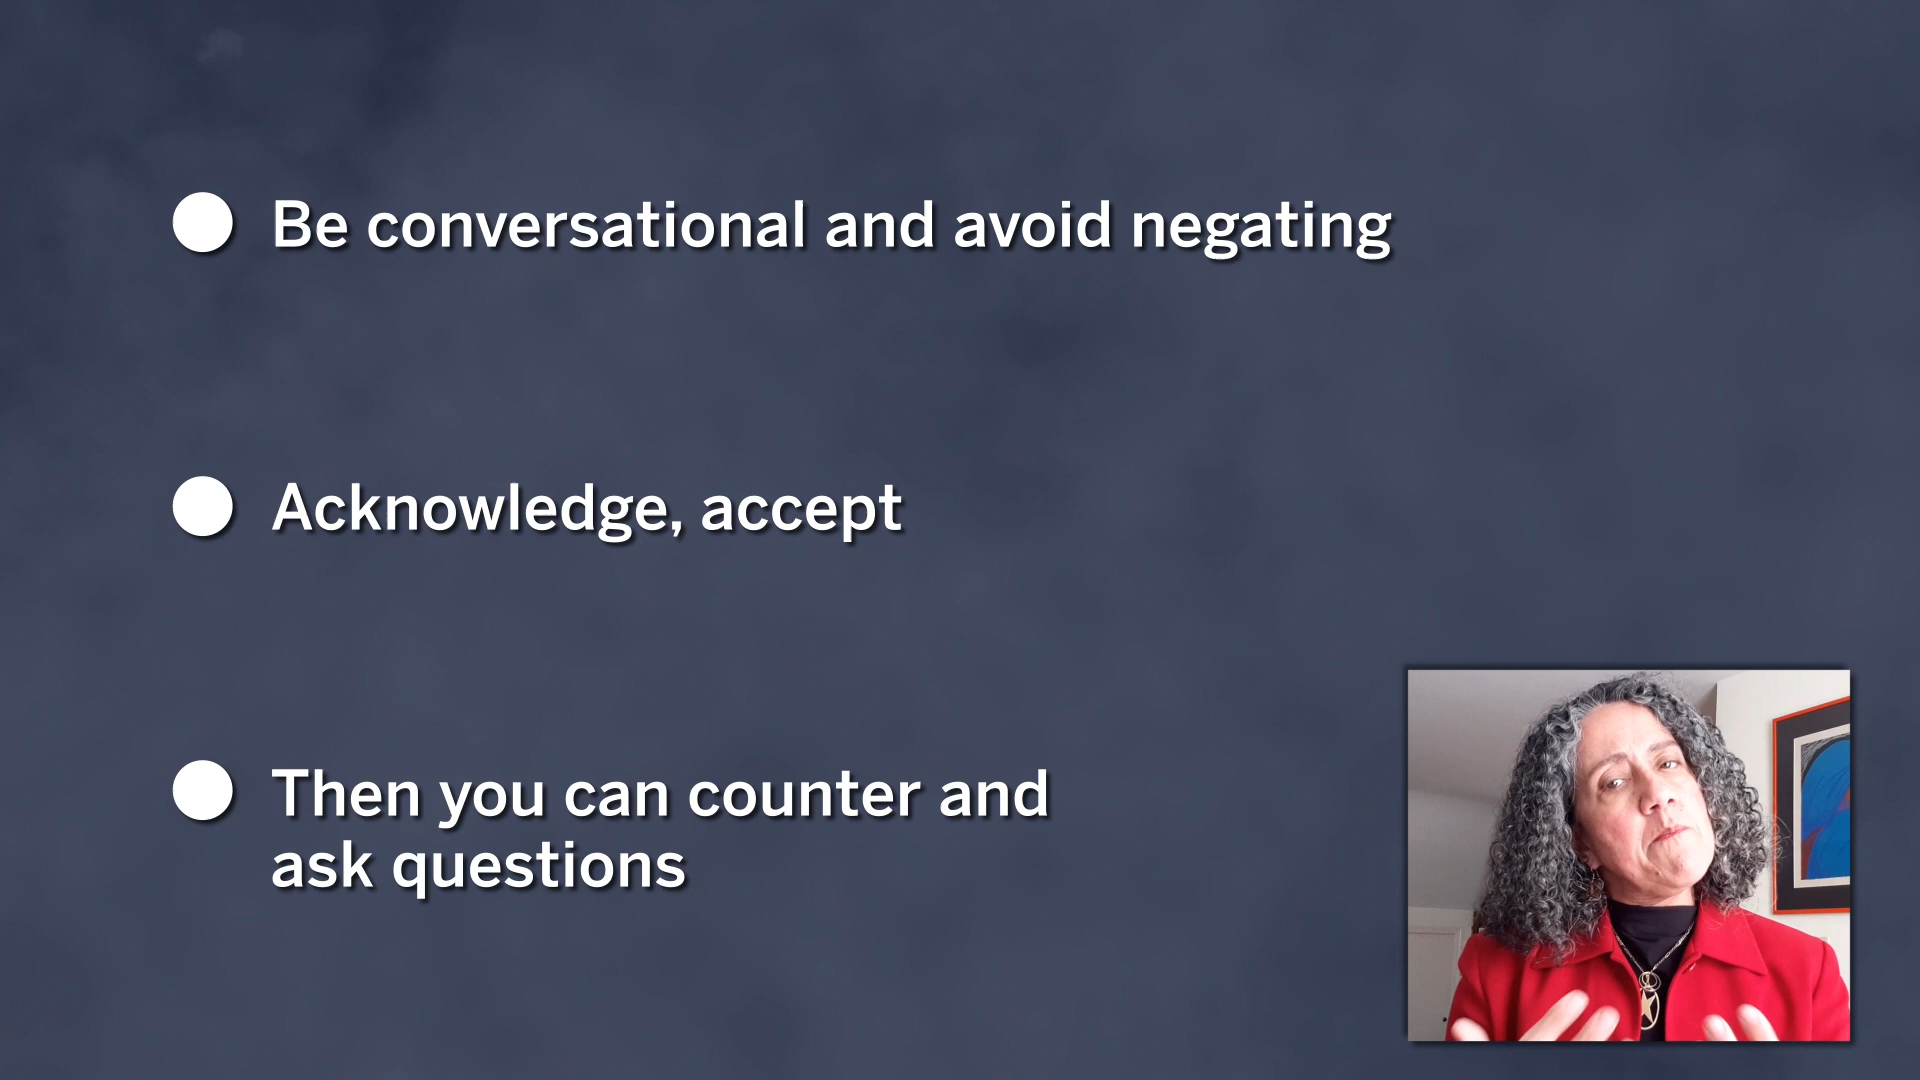 Be conversational and avoid negating
Acknowledge, accept
Then you can counter and
ask questions